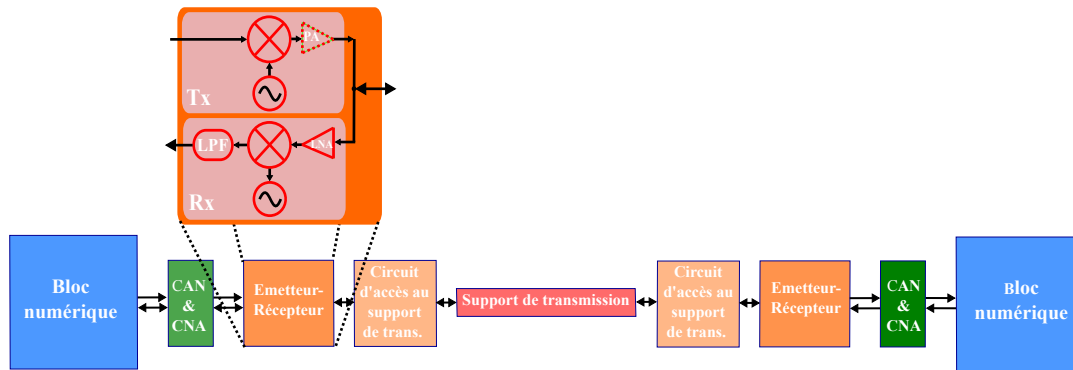 PA
Tx
LPF
LNA
Rx
Bloc
numérique
CAN
&
CNA
Emetteur-
Récepteur
Circuit
d'accès au
support
de trans.
Support de transmission
Circuit
d'accès au
support
de trans.
Emetteur-
Récepteur
CAN
&
CNA
Bloc
numérique